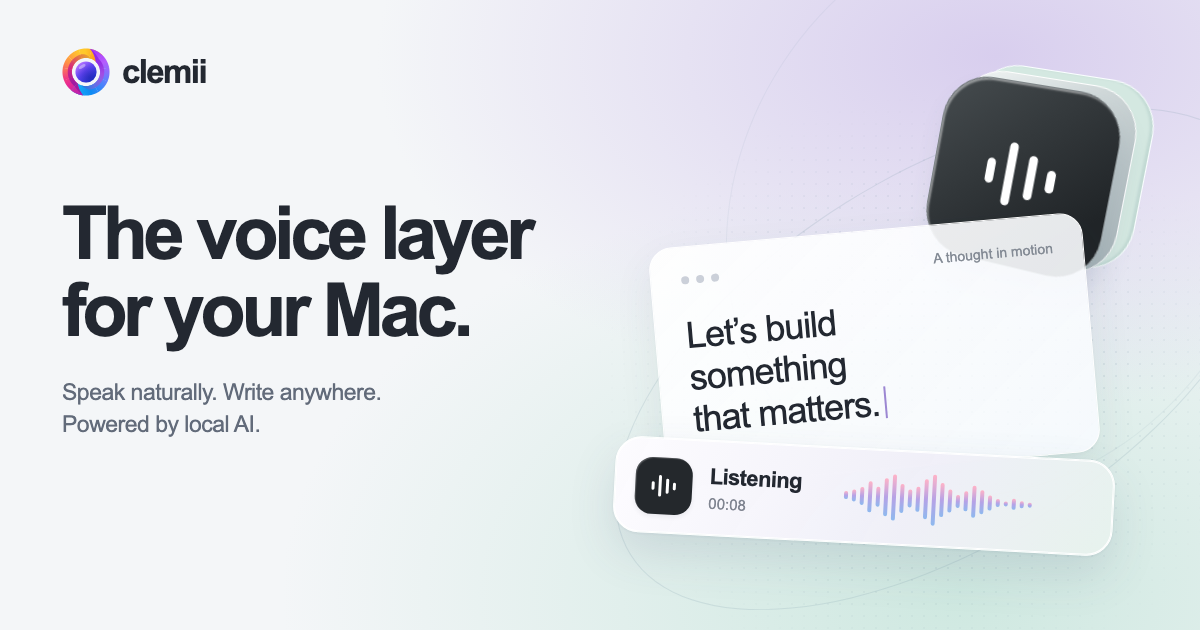 clemii
The voice layer
for your Mac.
Speak naturally. Write anywhere.
Powered by local AI.
A thought in motion
Let’s build
something
that matters.
Listening
00:08